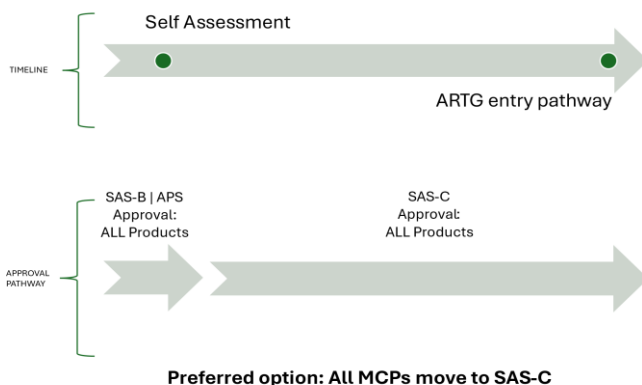 Self Assessment
TIMELINE
ARTG entry pathway
SAS-B | APS
Approval:
ALL Products
SAS-C
Approval:
ALL Products
APPROVAL
PATHWAY
Preferred option: All MCPs move to SAS-C